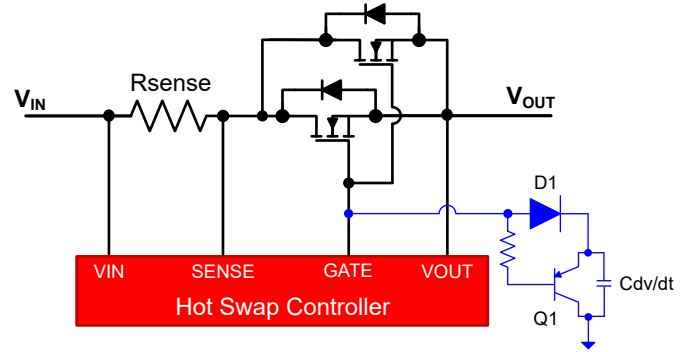 Rsense
VIN
VOUT
D1
VIN SENSE GATE VOUT
Cdv/dt
Hot Swap Controller
Q1